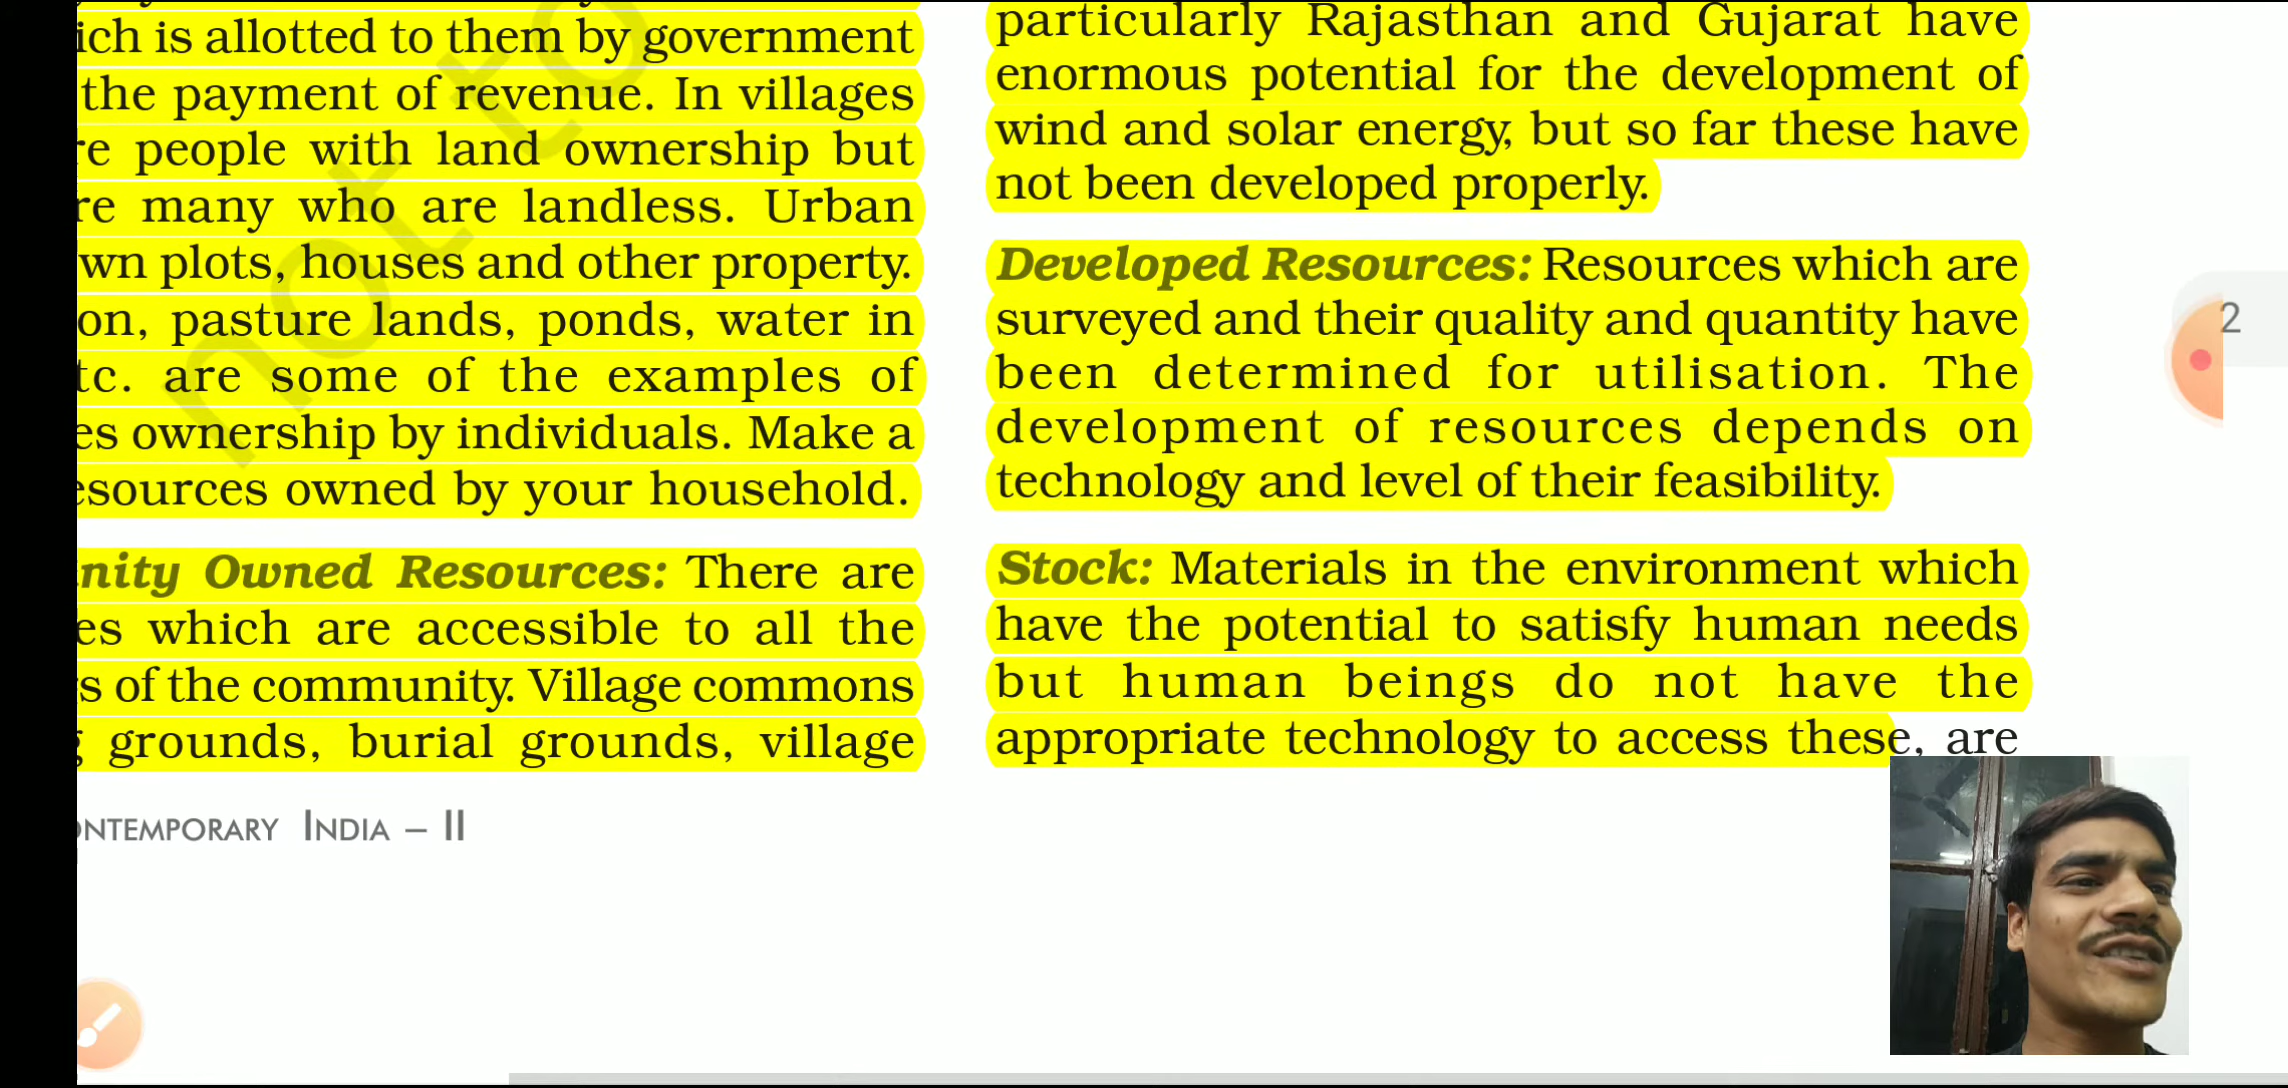 ich is allotted to them by government
the payment of revenue. In villages
re people with land ownership but
re many who are landless. Urban
wn plots, houses and other property.
on, pasture lands, ponds, water in
tc. are some of the examples of
es ownership by individuals. Make a
esources owned by your household.
nity Owned Resources: There are
es which are accessible to all the
s of the community. Village commons
grounds, burial grounds, village
ONTEMPORARY INDIA – II
particularly Rajasthan and Gujarat have
enormous potential for the development of
wind and solar energy, but so far these have
not been developed properly.
Developed Resources: Resources which are
surveyed and their quality and quantity have
been determined for utilisation. The
development of resources depends on
technology and level of their feasibility.
Stock: Materials in the environment which
have the potential to satisfy human needs
but human beings do not have the
appropriate technology to access these, are
2
not to